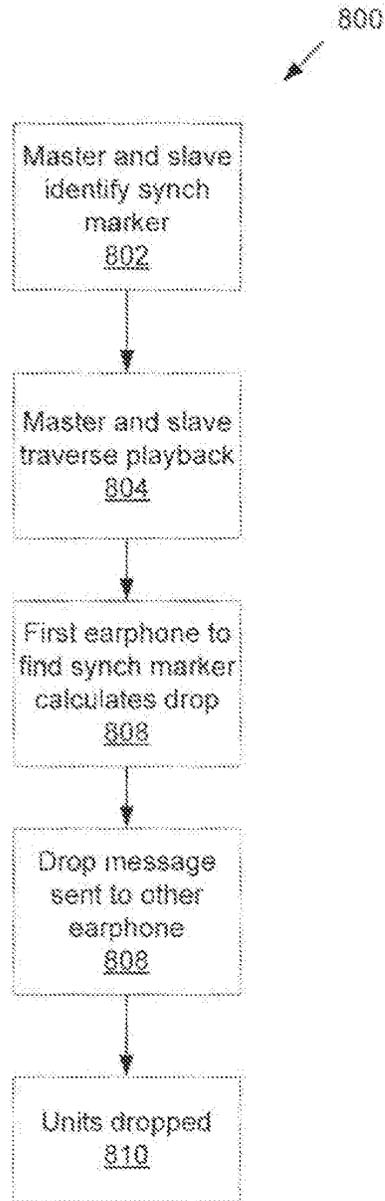 800
Master and slave
identify synch
marker
802
Master and slave
traverse playback
804
First earphone to
find synch marker
calculates drop
808
Drop message
sent to other
earphone
808
Units dropped
810